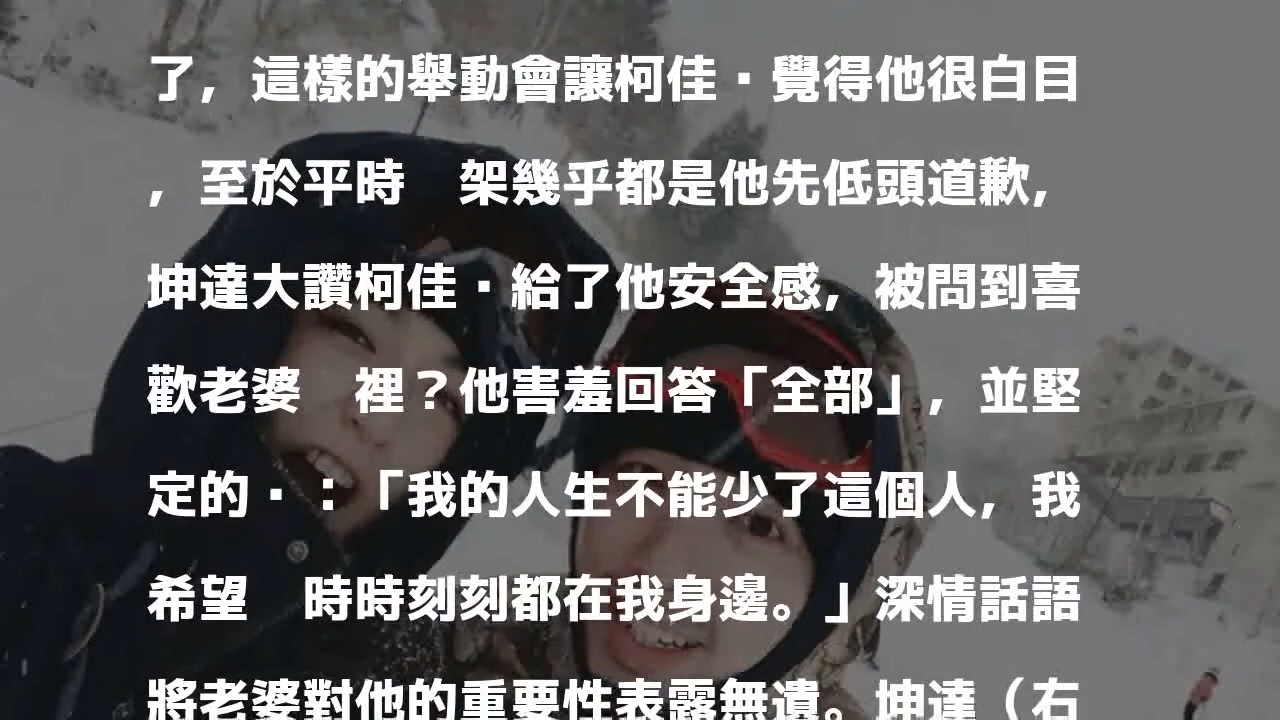 了，這樣的舉動會讓柯佳▪覺得他很白目
，至於平時　架幾乎都是他先低頭道歉，
坤達大讚柯佳▪給了他安全感，被問到喜
歡老婆　裡？他害羞回答「全部」，並堅
定的▪：「我的人生不能少了這個人，我
希望　時時刻刻都在我身邊。」深情話語
將老婆對他的重要性表露無遺。坤達（右